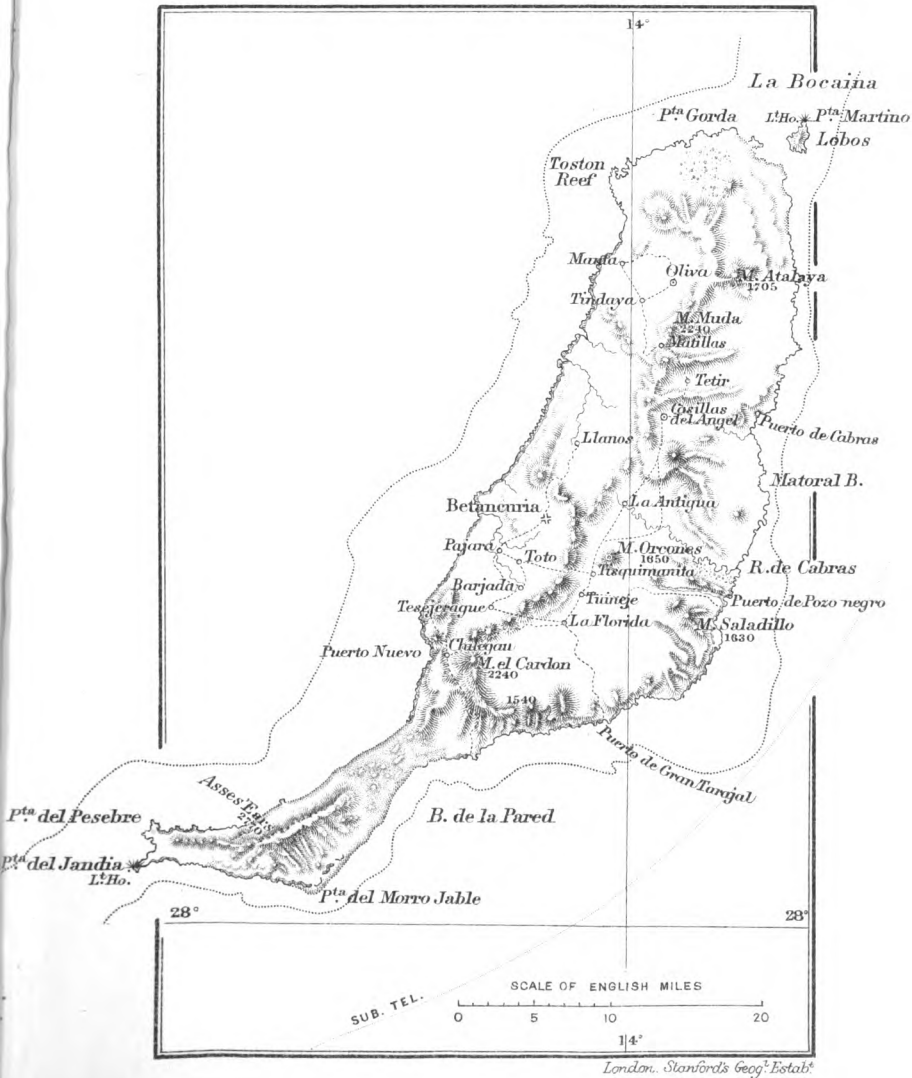 14°
La Bocaina
Pta Gorda
Lt. Ho.
Pta Martino
Lobos
Toston
Reef
Manfa
Oliva
M. Atalaya
1705
Tindaya
M. Muda
2240
Matillas
Tetir
Casillas
del Angel
Puerto de Cabras
Llanos
Matoral B.
La Antiqua
Betancuria
M. Orcones
1650
Pajara
Toto
Tisquimanita
R. de Cabras
Barjada
Tuineje
Puerto de Pozo negro
Tesejeraque
La Florida
M. Saladillo
1630
Puerto Nuevo
Chilegau
M. el Cardon
2240
1540
Puerto de Gran Tarajal
Asses' Ears
Pta del Pesebre
B. de la Pared
Pta del Jandia
Lt. Ho.
Pta del Morro Jable
28°
28°
SCALE OF ENGLISH MILES
SUB. TEL.
0 5 10 20
14°
London. Stanford's Geogl. Estabt.